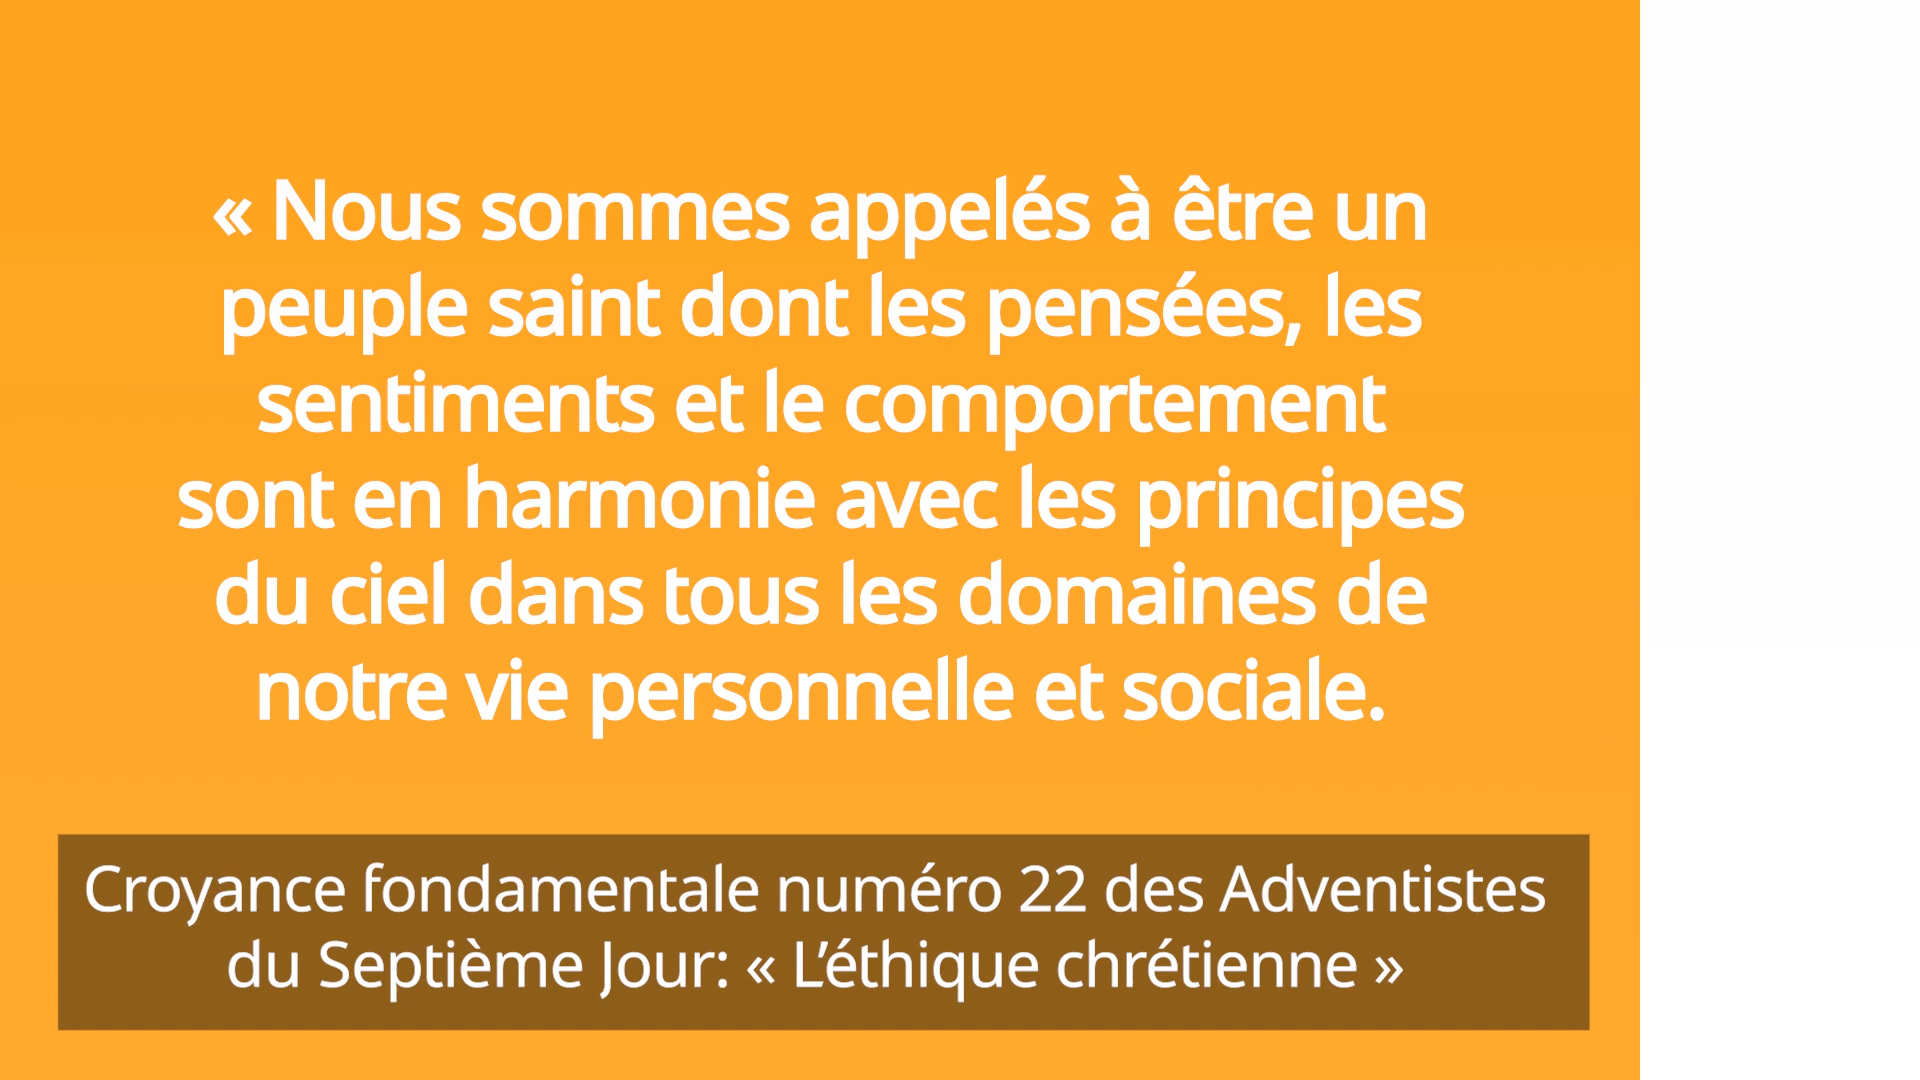 « Nous sommes appelés à être un
peuple saint dont les pensées, les
sentiments et le comportement
sont en harmonie avec les principes
du ciel dans tous les domaines de
notre vie personnelle et sociale.
Croyance fondamentale numéro 22 des Adventistes
du Septième Jour: « L’éthique chrétienne »